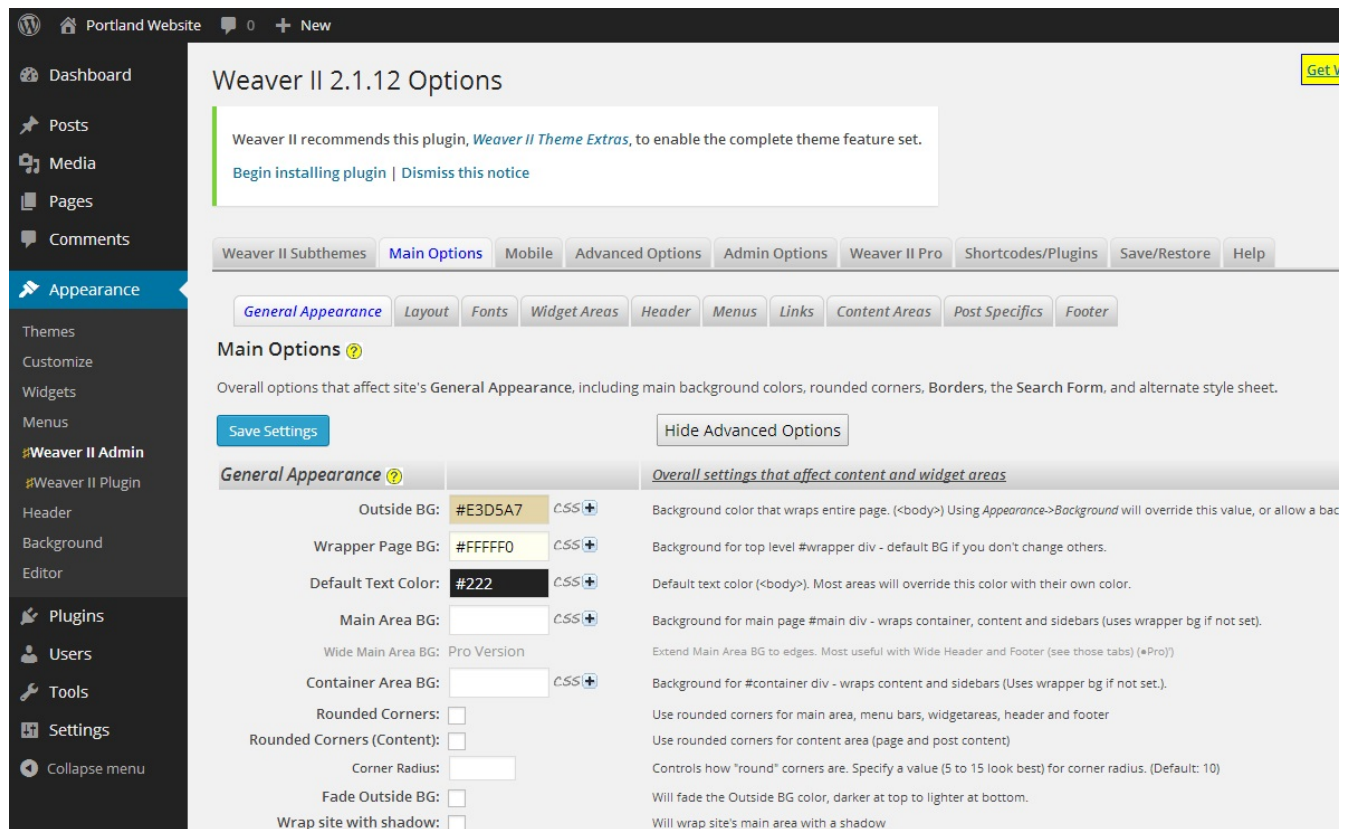 Portland Website 0 + New
Dashboard
Posts
Media
Pages
Comments
Appearance
Themes
Customize
Widgets
Menus
#Weaver II Admin
#Weaver II Plugin
Header
Background
Editor
Plugins
Users
Tools
Settings
Collapse menu
Weaver II 2.1.12 Options
Get
Weaver II recommends this plugin, Weaver II Theme Extras, to enable the complete theme feature set.
Begin installing plugin | Dismiss this notice
Weaver II Subthemes Main Options Mobile Advanced Options Admin Options Weaver II Pro Shortcodes/Plugins Save/Restore Help
General Appearance Layout Fonts Widget Areas Header Menus Links Content Areas Post Specifics Footer
Main Options ?
Overall options that affect site's General Appearance, including main background colors, rounded corners, Borders, the Search Form, and alternate style sheet.
Save Settings Hide Advanced Options
General Appearance ? Overall settings that affect content and widget areas
Outside BG: #E3D5A7 CSS+ Background color that wraps entire page. (<body>) Using Appearance->Background will override this value, or allow a bac
Wrapper Page BG: #FFFFF0 CSS+ Background for top level #wrapper div - default BG if you don't change others.
Default Text Color: #222 CSS+ Default text color (<body>). Most areas will override this color with their own color.
Main Area BG: CSS+ Background for main page #main div - wraps container, content and sidebars (uses wrapper bg if not set).
Wide Main Area BG: Pro Version Extend Main Area BG to edges. Most useful with Wide Header and Footer (see those tabs) (●Pro)')
Container Area BG: CSS+ Background for #container div - wraps content and sidebars (Uses wrapper bg if not set.).
Rounded Corners: Use rounded corners for main area, menu bars, widgetareas, header and footer
Rounded Corners (Content): Use rounded corners for content area (page and post content)
Corner Radius: Controls how "round" corners are. Specify a value (5 to 15 look best) for corner radius. (Default: 10)
Fade Outside BG: Will fade the Outside BG color, darker at top to lighter at bottom.
Wrap site with shadow: Will wrap site's main area with a shadow